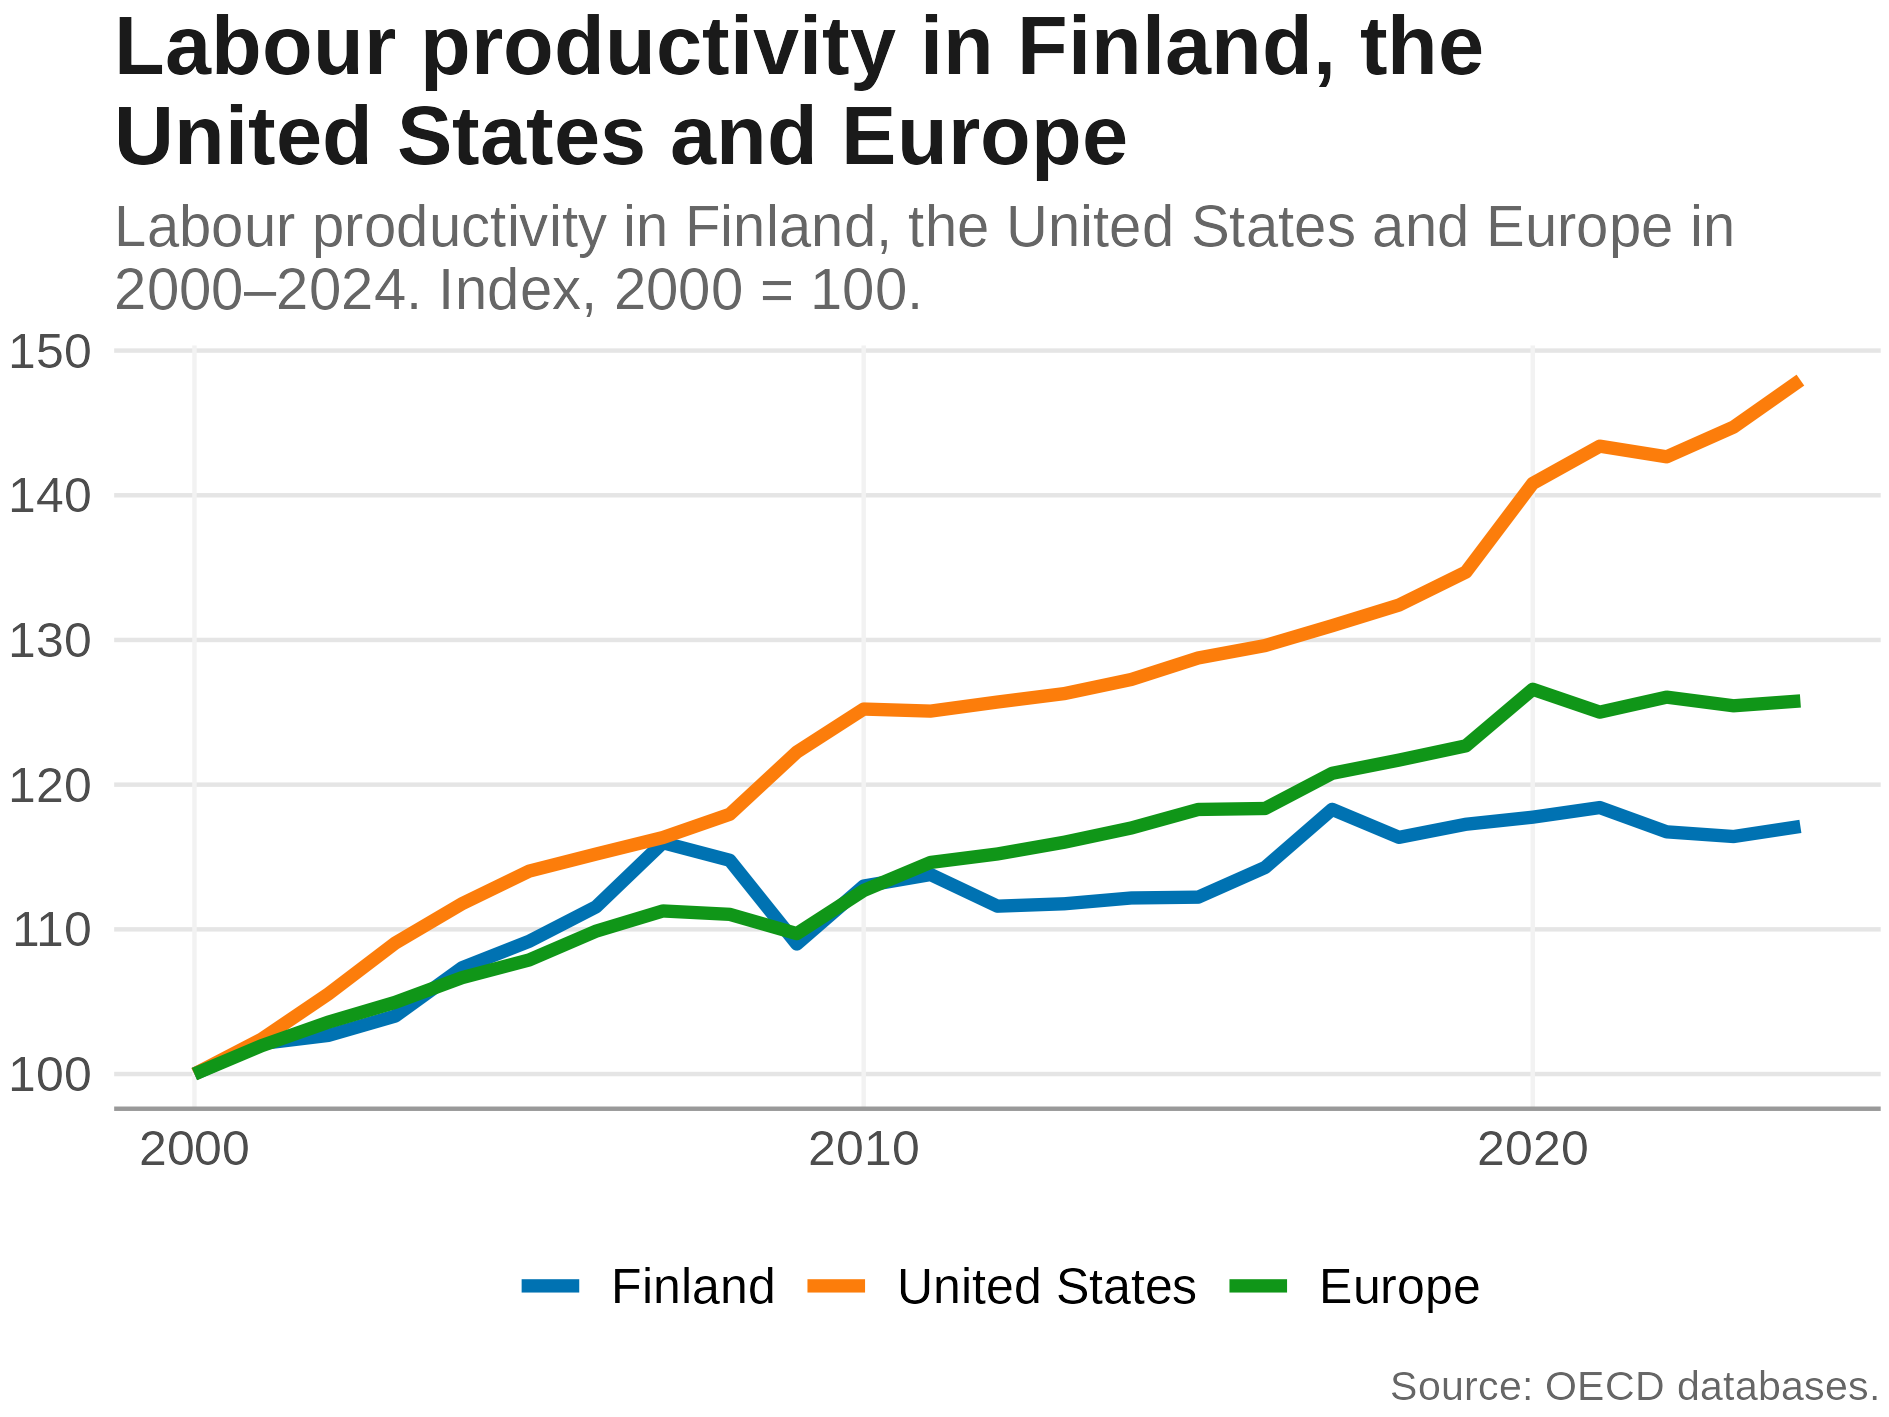 Labour productivity in Finland, the
United States and Europe
Labour productivity in Finland, the United States and Europe in
2000–2024. Index, 2000 = 100.
150
140
130
120
110
100
2000 2010 2020
Finland United States Europe
Source: OECD databases.